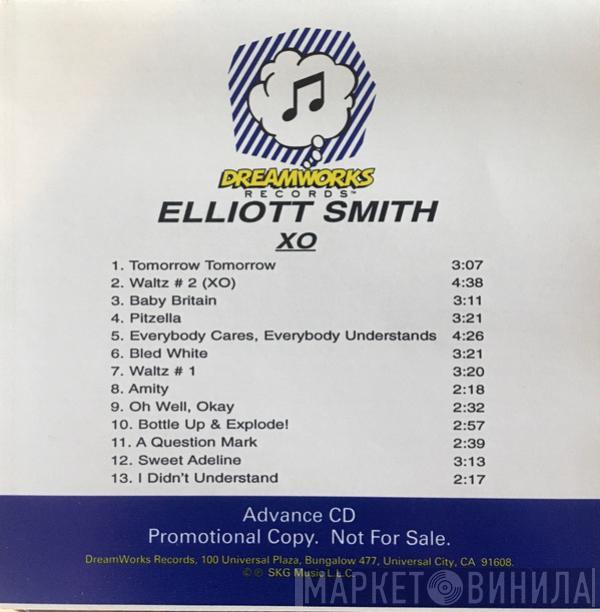 DREAMWORKS
RECORDS™
ELLIOTT SMITH
XO
1. Tomorrow Tomorrow 3:07
2. Waltz # 2 (XO) 4:38
3. Baby Britain 3:11
4. Pitzella 3:21
5. Everybody Cares, Everybody Understands 4:26
6. Bled White 3:21
7. Waltz # 1 3:20
8. Amity 2:18
9. Oh Well, Okay 2:32
10. Bottle Up & Explode! 2:57
11. A Question Mark 2:39
12. Sweet Adeline 3:13
13. I Didn't Understand 2:17
Advance CD
Promotional Copy. Not For Sale.
DreamWorks Records, 100 Universal Plaza, Bungalow 477, Universal City, CA 91608.
©℗ SKG Music L.L.C.
МАРКЕТ ВИНИЛА